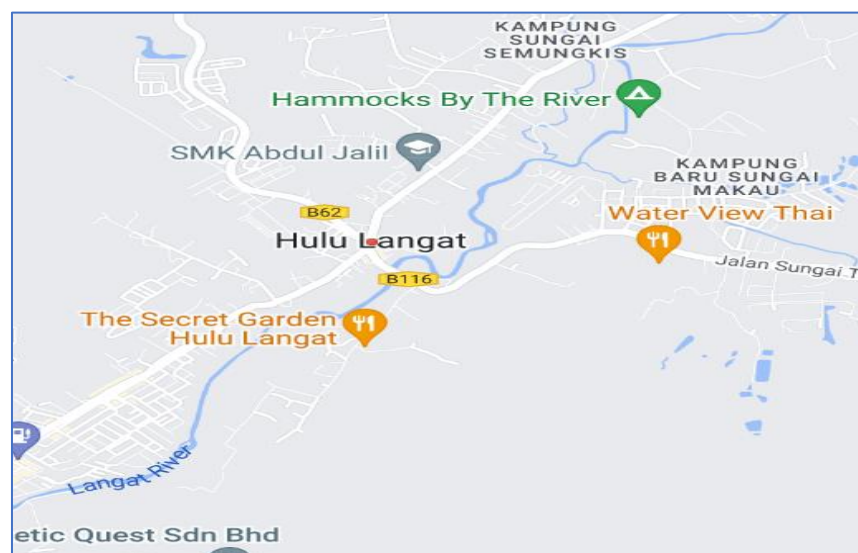 KAMPUNG
SUNGAI
SEMUNGKIS
Hammocks By The River
SMK Abdul Jalil
KAMPUNG
BARU SUNGAI
MAKAU
B62
Water View Thai
Hulu Langat
Jalan Sungai T
B116
The Secret Garden
Hulu Langat
Langat River
etic Quest Sdn Bhd